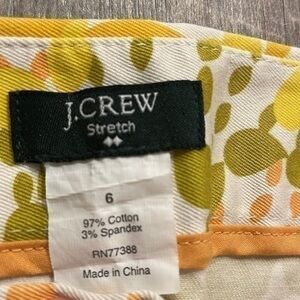 J.CREW
Stretch
6
97% Cotton
3% Spandex
RN77388
Made in China